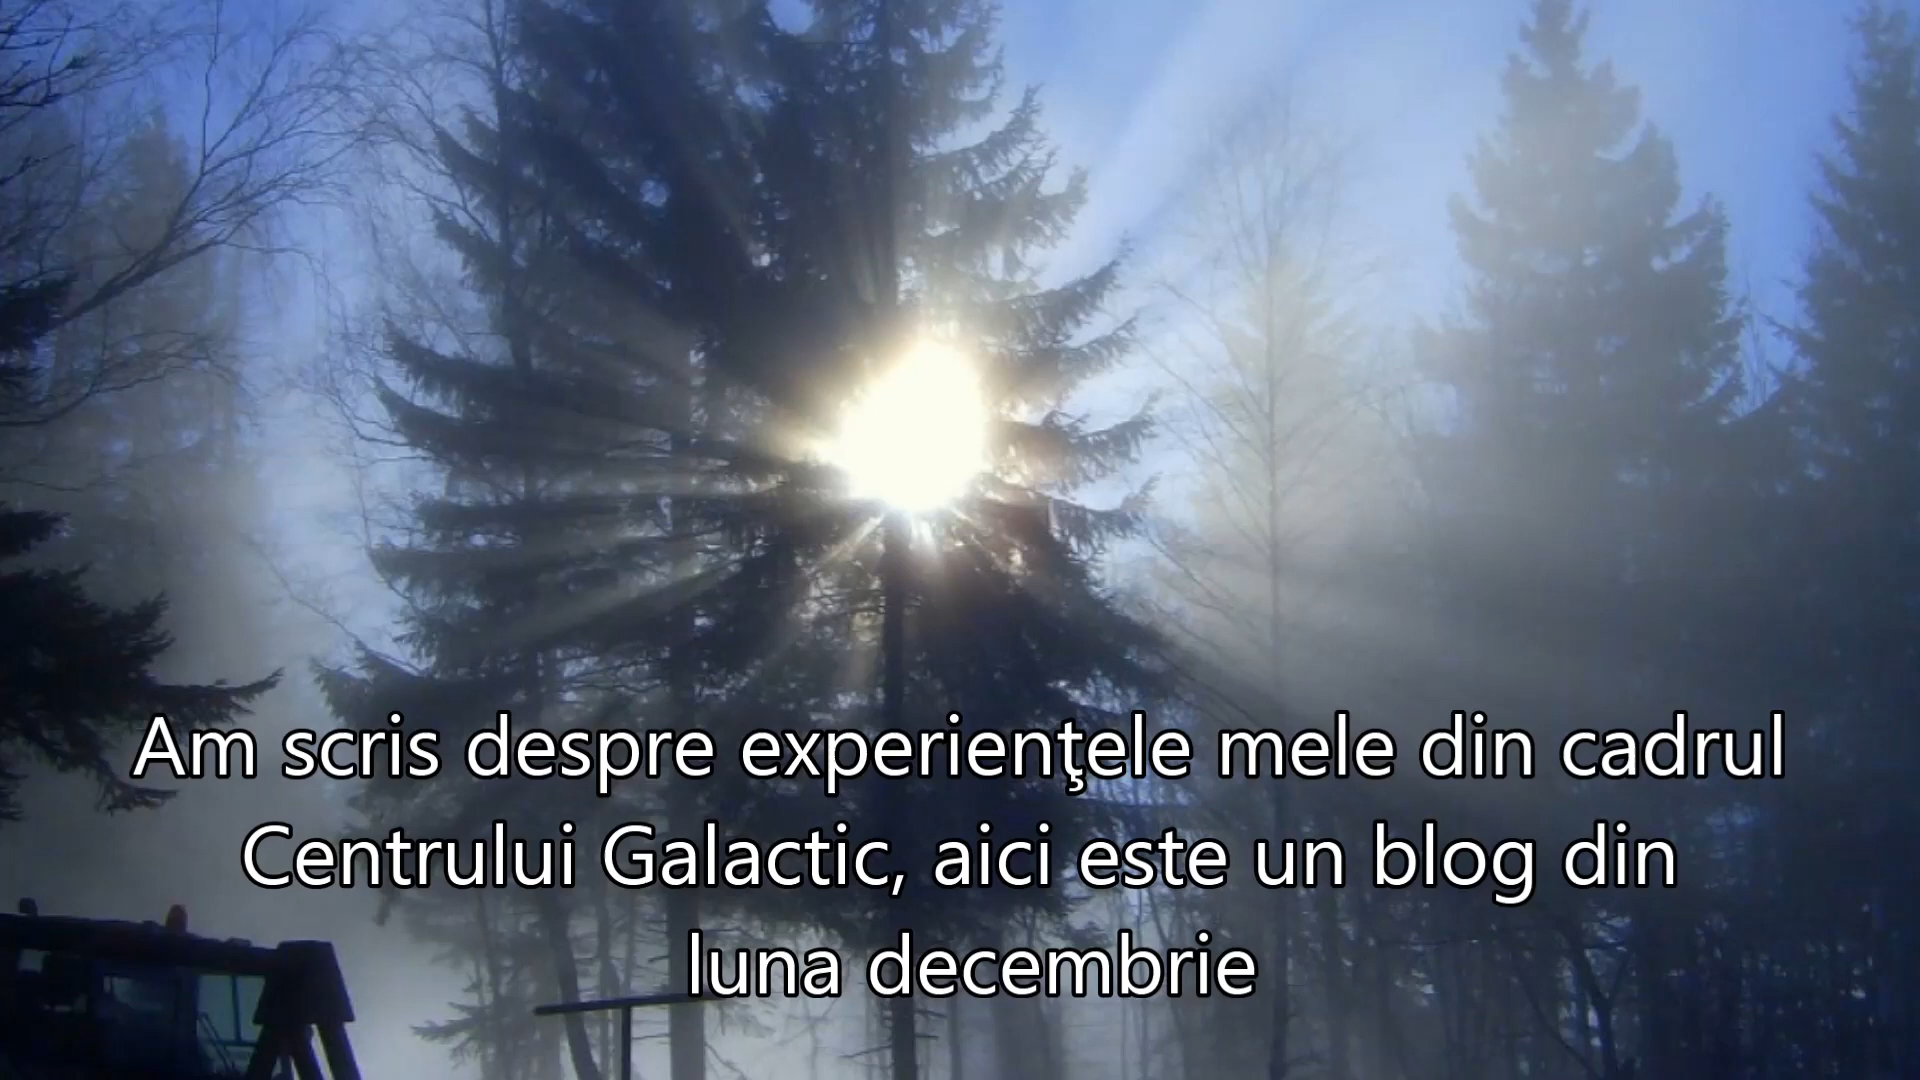 Am scris despre experienţele mele din cadrul
Centrului Galactic, aici este un blog din
luna decembrie